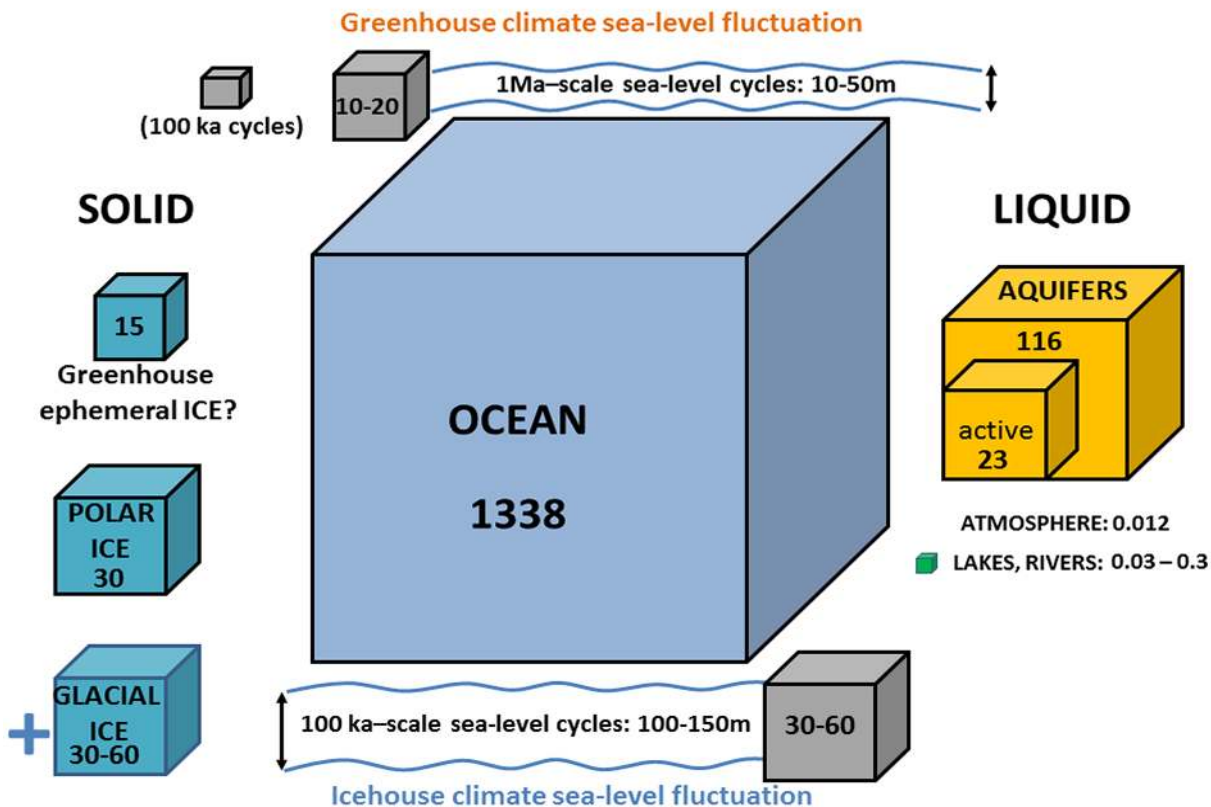 Greenhouse climate sea-level fluctuation
1Ma–scale sea-level cycles: 10-50m
10-20
(100 ka cycles)
SOLID
LIQUID
15
Greenhouse
ephemeral ICE?
POLAR
ICE
30
+
GLACIAL
ICE
30-60
OCEAN
1338
AQUIFERS
116
active
23
ATMOSPHERE: 0.012
LAKES, RIVERS: 0.03 – 0.3
100 ka–scale sea-level cycles: 100-150m
30-60
Icehouse climate sea-level fluctuation